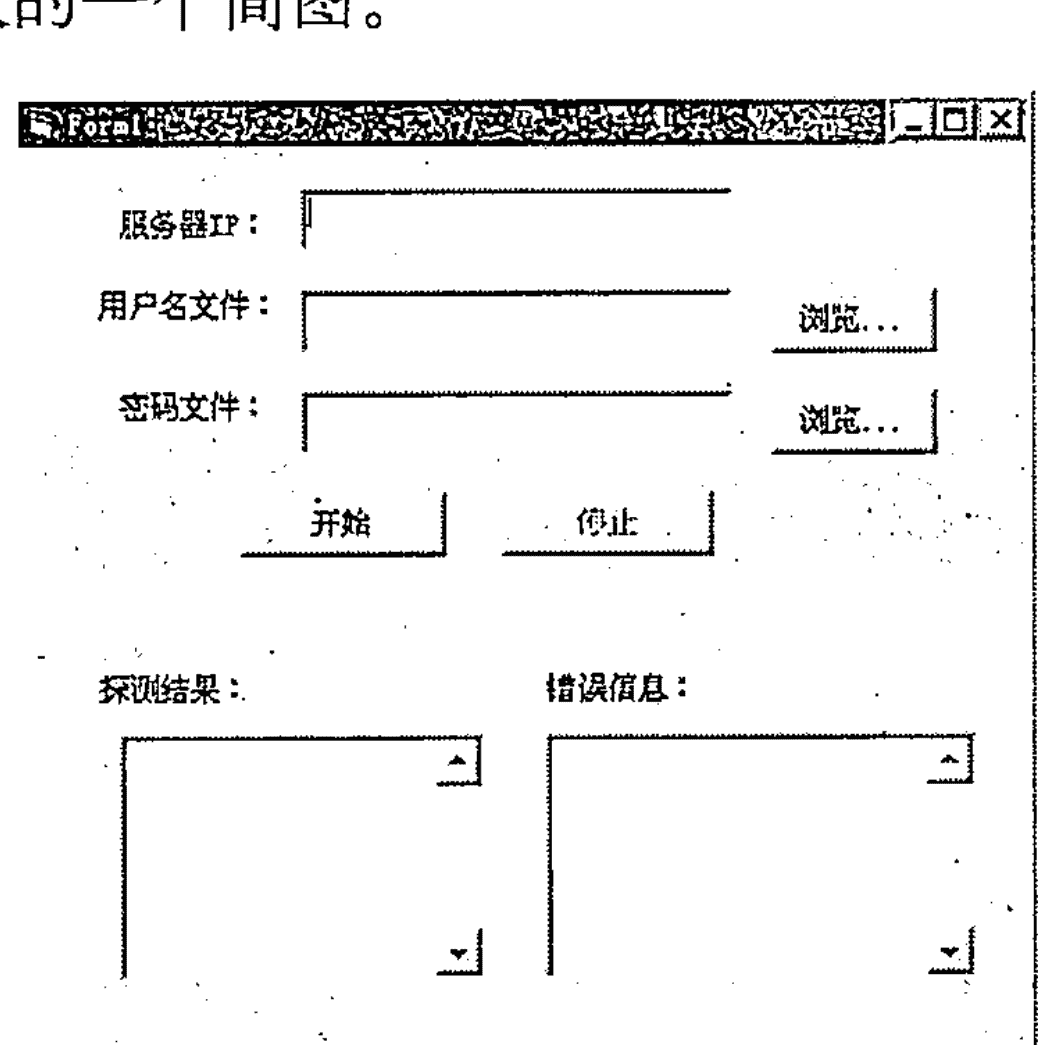 的一个简图。
Form1
服务器IP：
用户名文件：
浏览...
密码文件：
浏览...
开始 停止
探测结果： 错误信息：